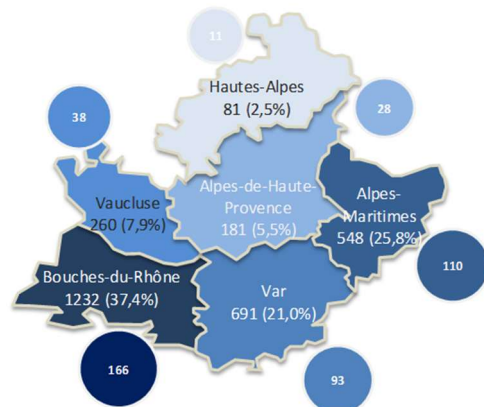 11
Hautes-Alpes
81 (2,5%)
38
28
Vaucluse
260 (7,9%)
Alpes-de-Haute-
Provence
181 (5,5%)
Alpes-
Maritimes
548 (25,8%)
Bouches-du-Rhône
1232 (37,4%)
Var
691 (21,0%)
110
166
93